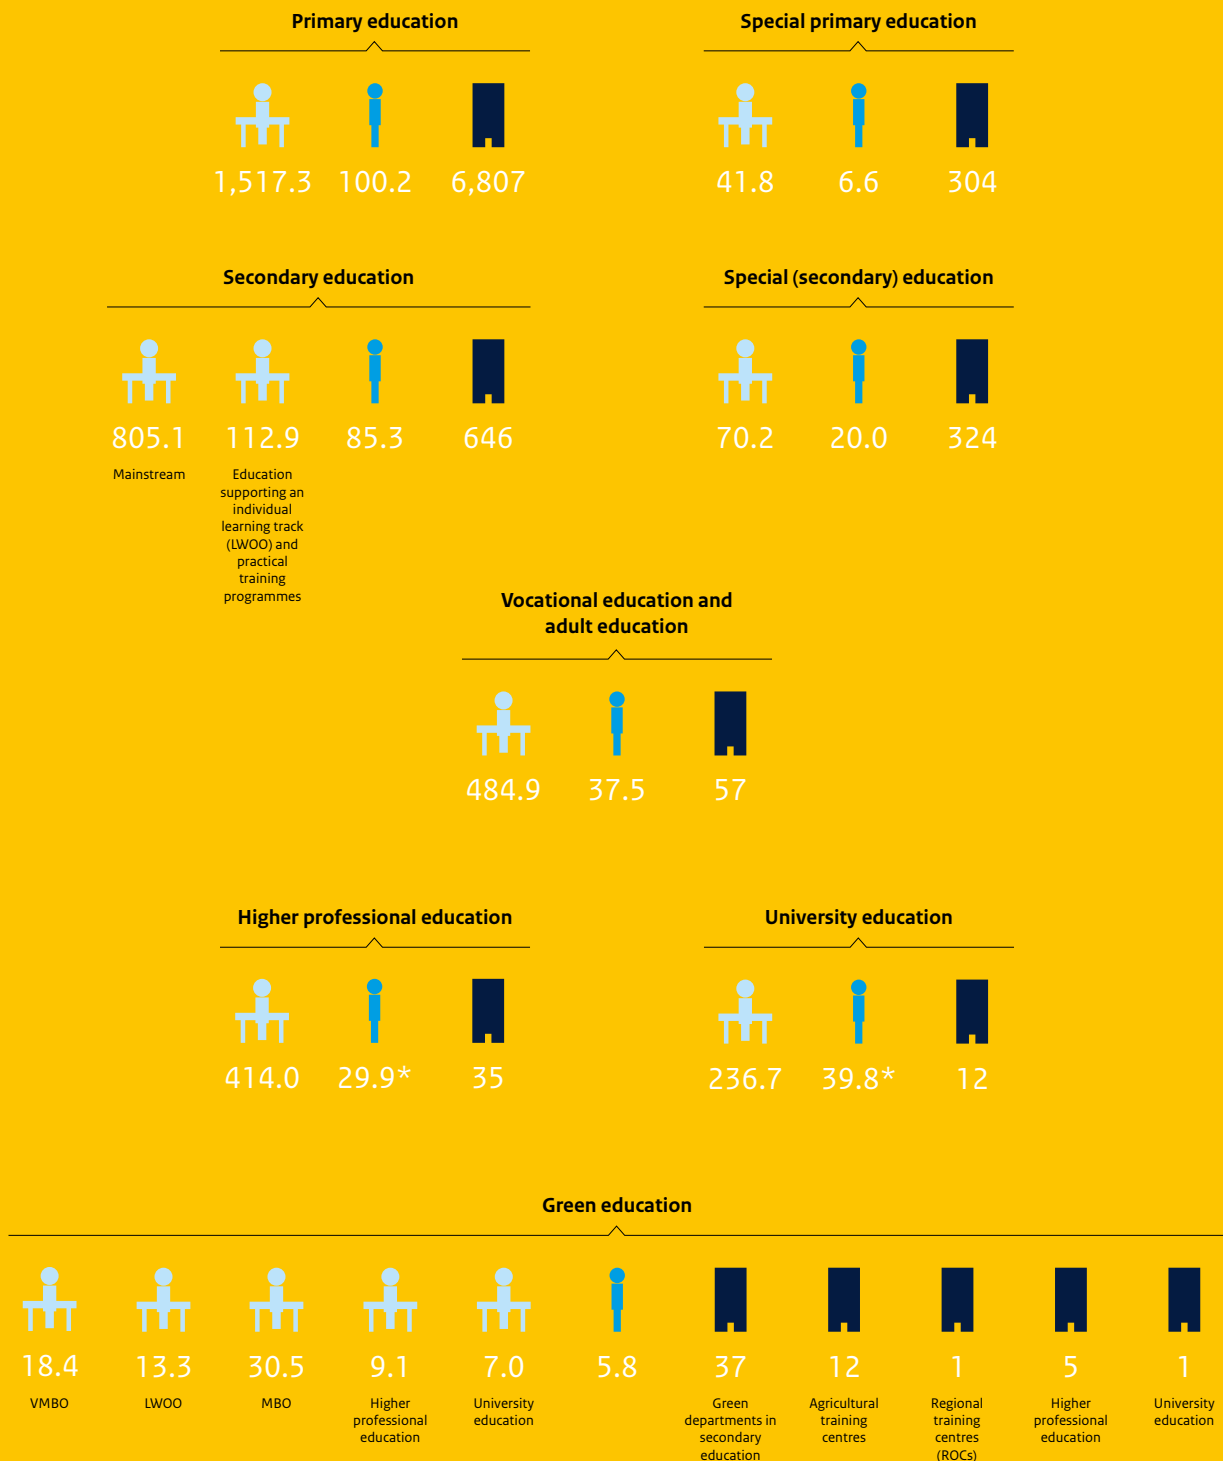 Primary education
Special primary education
1,517.3 100.2 6,807
41.8 6.6 304
Secondary education
Special (secondary) education
805.1 112.9 85.3 646
70.2 20.0 324
Mainstream
Education
supporting an
individual
learning track
(LWOO) and
practical
training
programmes
Vocational education and
adult education
484.9 37.5 57
Higher professional education
University education
414.0 29.9* 35
236.7 39.8* 12
Green education
18.4 13.3 30.5 9.1 7.0 5.8 37 12 1 5 1
VMBO
LWOO
MBO
Higher
professional
education
University
education
Green
departments in
secondary
education
Agricultural
training
centres
Regional
training
centres
(ROCs)
Higher
professional
education
University
education